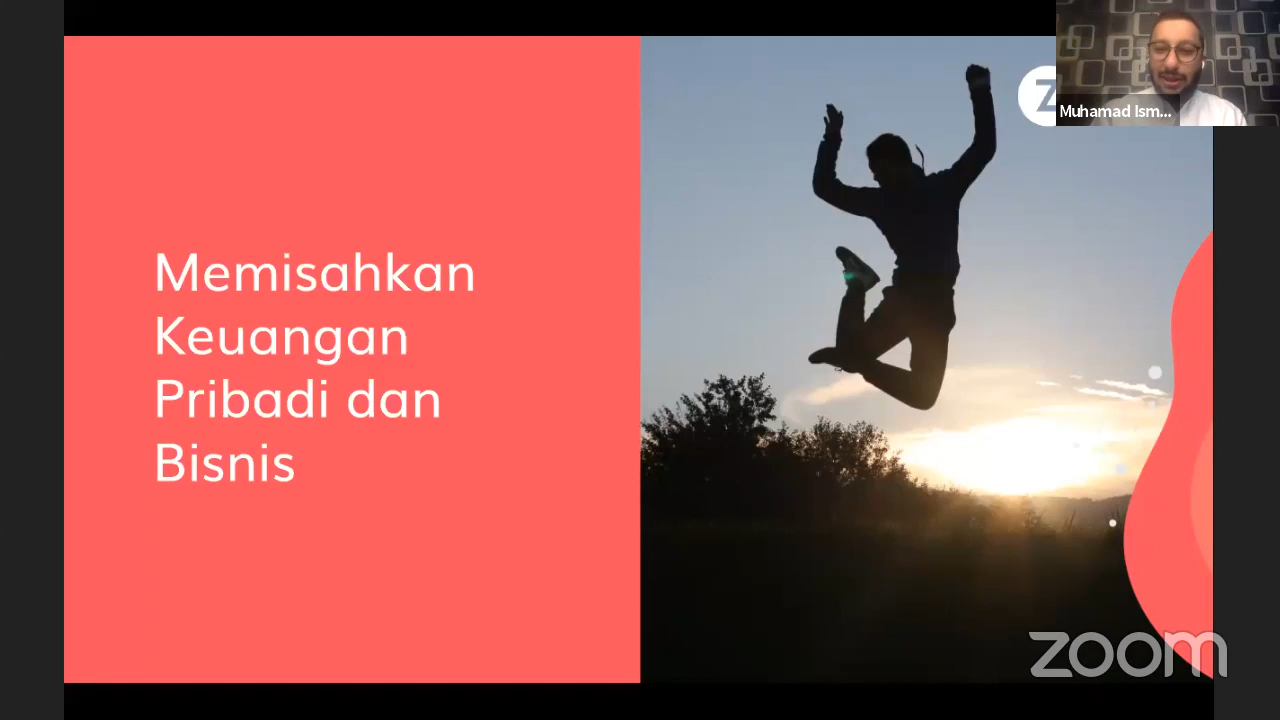 Memisahkan
Keuangan
Pribadi dan
Bisnis
Z
Muhamad Ism...
zoom